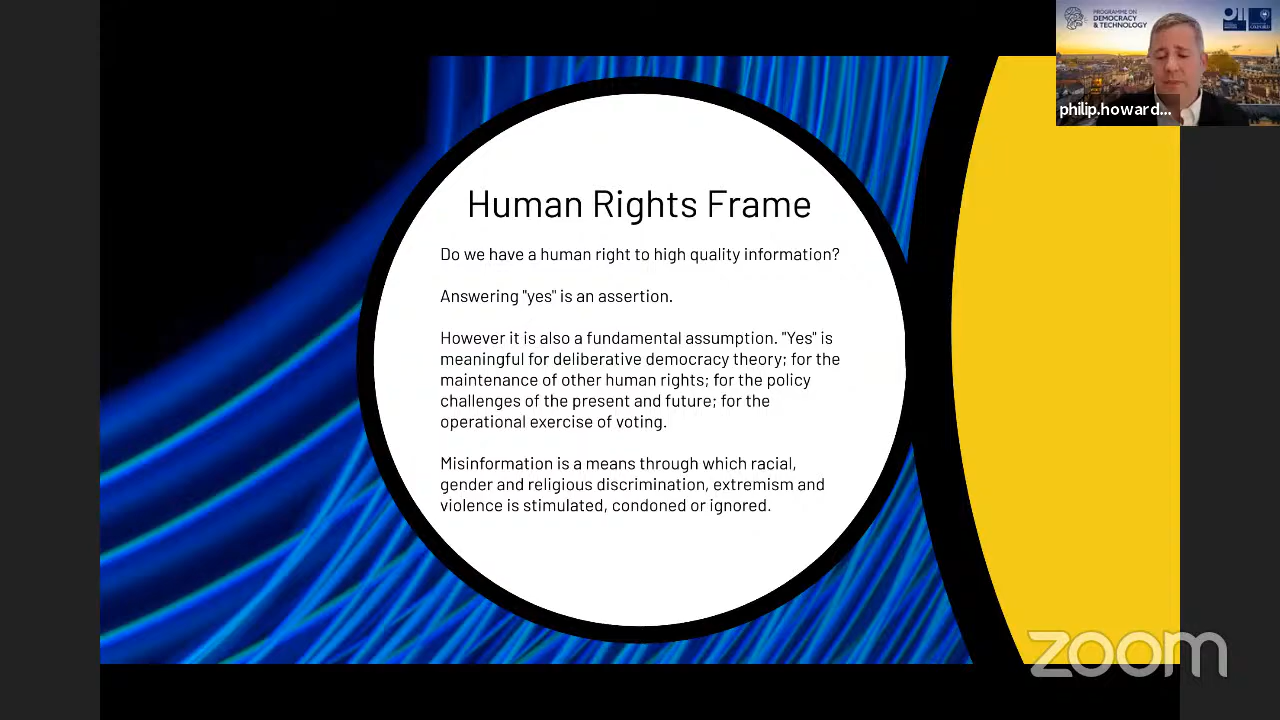 PROGRAMME ON
DEMOCRACY
& TECHNOLOGY
philip.howard...
Human Rights Frame
Do we have a human right to high quality information?
Answering "yes" is an assertion.
However it is also a fundamental assumption. "Yes" is
meaningful for deliberative democracy theory; for the
maintenance of other human rights; for the policy
challenges of the present and future; for the
operational exercise of voting.
Misinformation is a means through which racial,
gender and religious discrimination, extremism and
violence is stimulated, condoned or ignored.
zoom